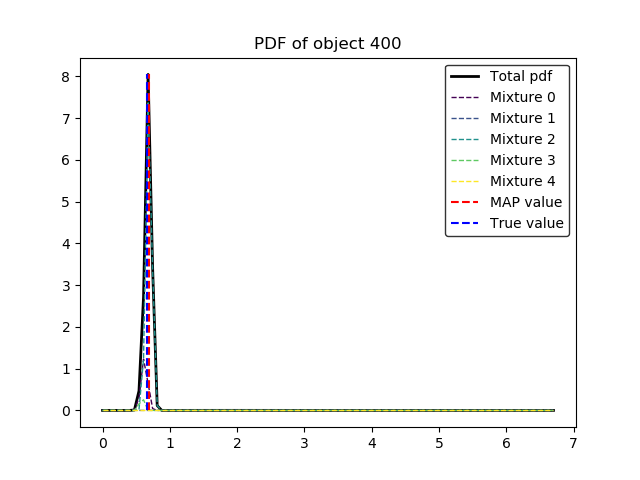 PDF of object 400
8
7
6
5
4
3
2
1
0
0 1 2 3 4 5 6 7
Total pdf
Mixture 0
Mixture 1
Mixture 2
Mixture 3
Mixture 4
MAP value
True value